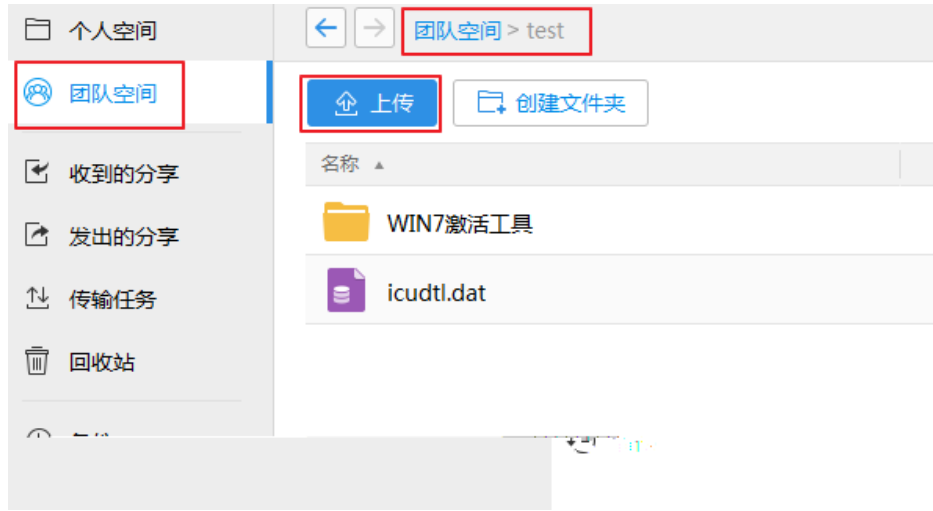 个人空间
团队空间
收到的分享
发出的分享
传输任务
回收站
团队空间 > test
上传
创建文件夹
名称
WIN7激活工具
icudtl.dat